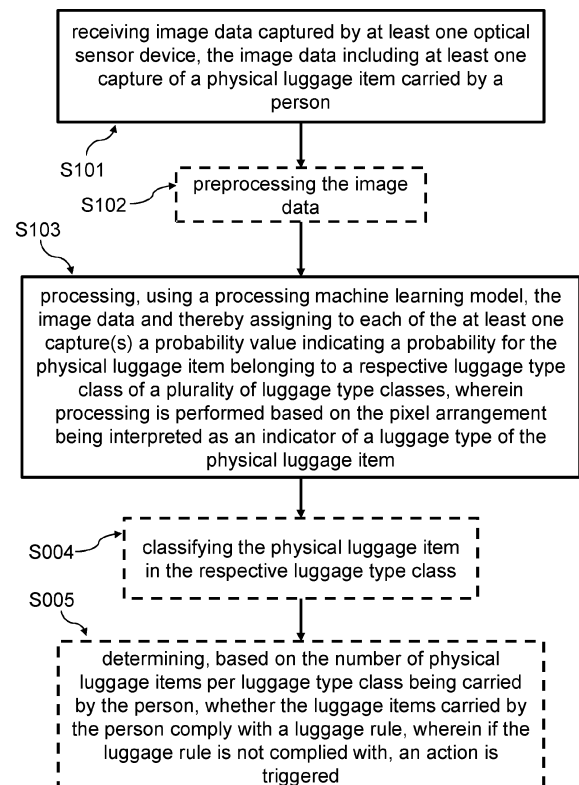 receiving image data captured by at least one optical
sensor device, the image data including at least one
capture of a physical luggage item carried by a
person
S101
preprocessing the image
data
S102
S103
processing, using a processing machine learning model, the
image data and thereby assigning to each of the at least one
capture(s) a probability value indicating a probability for the
physical luggage item belonging to a respective luggage type
class of a plurality of luggage type classes, wherein
processing is performed based on the pixel arrangement
being interpreted as an indicator of a luggage type of the
physical luggage item
S004
classifying the physical luggage item
in the respective luggage type class
S005
determining, based on the number of physical
luggage items per luggage type class being carried
by the person, whether the luggage items carried
by the person comply with a luggage rule, wherein if the
luggage rule is not complied with, an action is
triggered